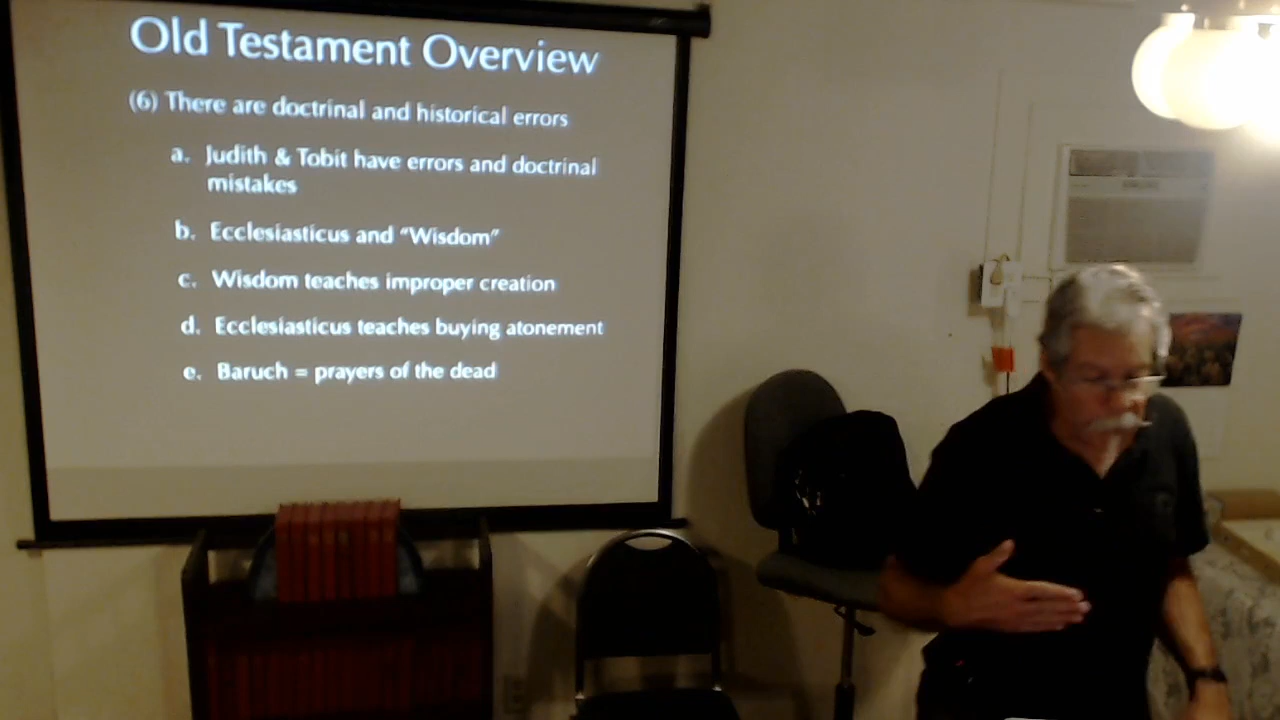 Old Testament Overview
(6) There are doctrinal and historical errors
a. Judith & Tobit have errors and doctrinal
mistakes
b. Ecclesiasticus and “Wisdom”
c. Wisdom teaches improper creation
d. Ecclesiasticus teaches buying atonement
e. Baruch = prayers of the dead